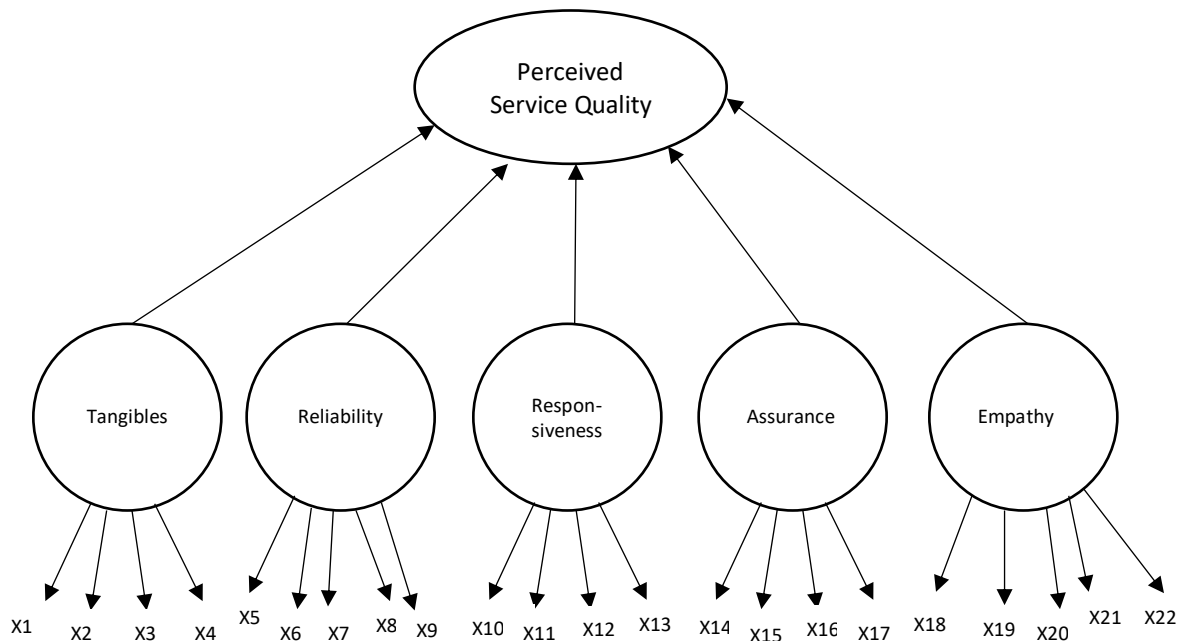 Perceived
Service Quality
Tangibles
Reliability
Respon-
siveness
Assurance
Empathy
X1
X2
X3
X4
X5
X6
X7
X8
X9
X10
X11
X12
X13
X14
X15
X16
X17
X18
X19
X20
X21
X22